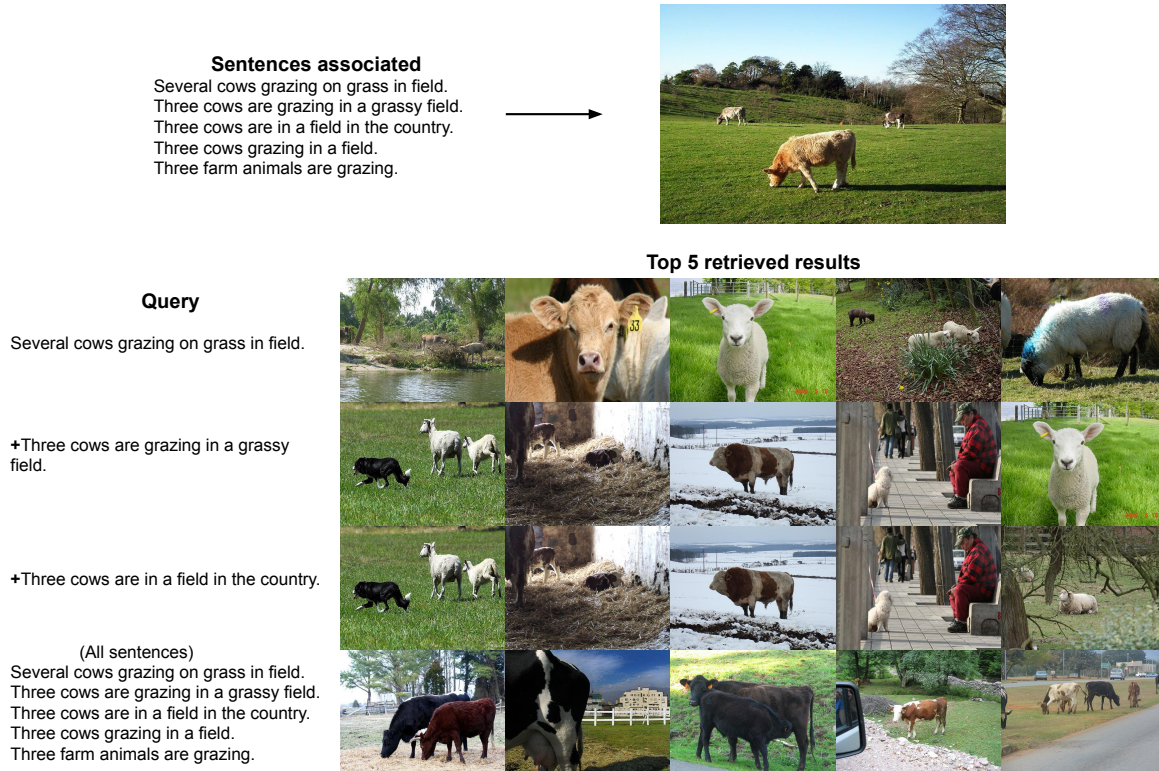 Sentences associated
Several cows grazing on grass in field.
Three cows are grazing in a grassy field.
Three cows are in a field in the country.
Three cows grazing in a field.
Three farm animals are grazing.
Top 5 retrieved results
Query
Several cows grazing on grass in field.
33
+Three cows are grazing in a grassy
field.
+Three cows are in a field in the country.
(All sentences)
Several cows grazing on grass in field.
Three cows are grazing in a grassy field.
Three cows are in a field in the country.
Three cows grazing in a field.
Three farm animals are grazing.